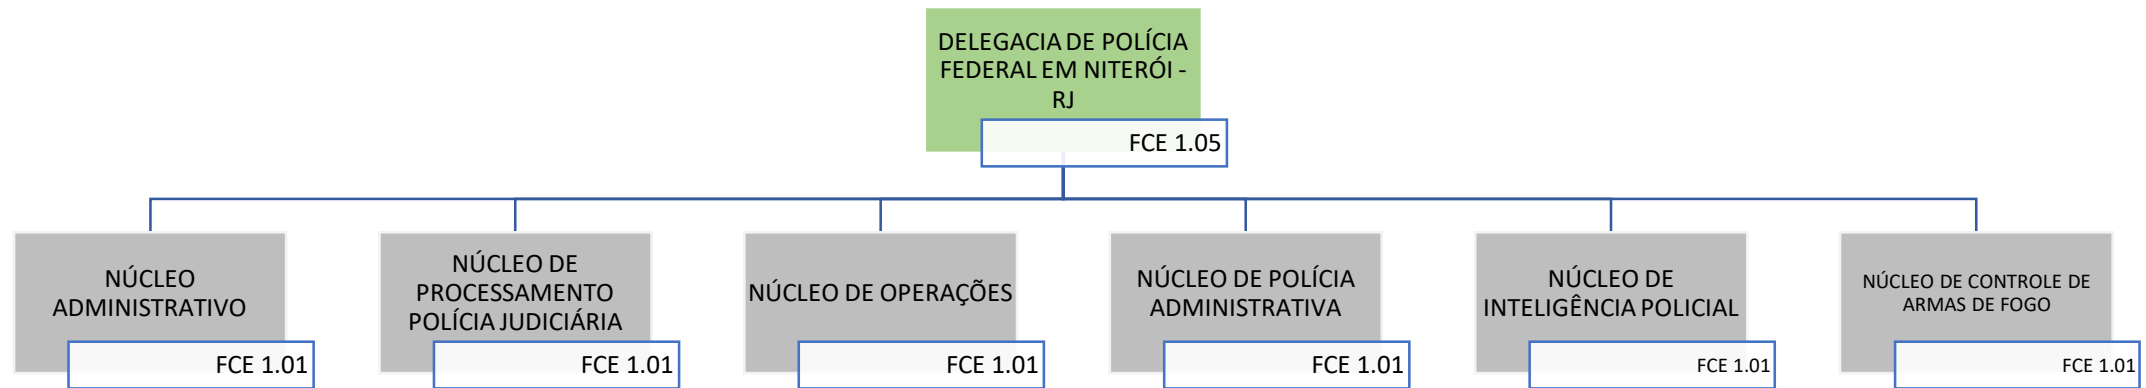 DELEGACIA DE POLÍCIA
FEDERAL EM NITERÓI -
RJ
FCE 1.05
NÚCLEO
ADMINISTRATIVO
FCE 1.01
NÚCLEO DE
PROCESSAMENTO
POLÍCIA JUDICIÁRIA
FCE 1.01
NÚCLEO DE OPERAÇÕES
FCE 1.01
NÚCLEO DE POLÍCIA
ADMINISTRATIVA
FCE 1.01
NÚCLEO DE
INTELIGÊNCIA POLICIAL
FCE 1.01
NÚCLEO DE CONTROLE DE
ARMAS DE FOGO
FCE 1.01